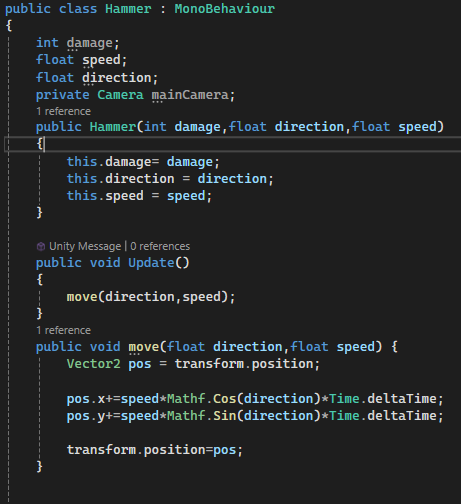 public class Hammer : MonoBehaviour
{
    int damage;
    float speed;
    float direction;
    private Camera mainCamera;
    1 reference
    public Hammer(int damage,float direction,float speed)
    {
        this.damage= damage;
        this.direction = direction;
        this.speed = speed;
    }
    Unity Message | 0 references
    public void Update()
    {
        move(direction,speed);
    }
    1 reference
    public void move(float direction,float speed) {
        Vector2 pos = transform.position;
        pos.x+=speed*Mathf.Cos(direction)*Time.deltaTime;
        pos.y+=speed*Mathf.Sin(direction)*Time.deltaTime;
        transform.position=pos;
    }